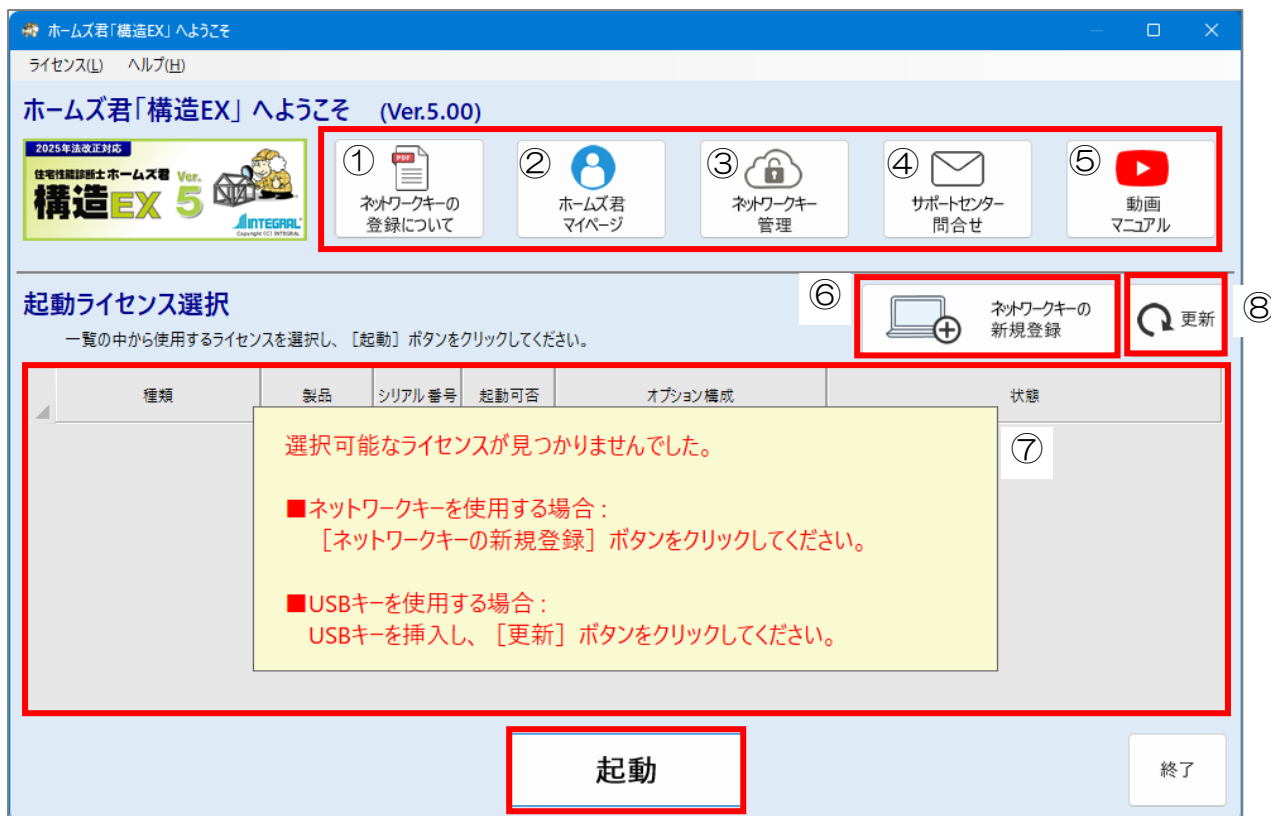 ホームズ君「構造EX」へようこそ
ライセンス(L) ヘルプ(H)
ホームズ君「構造EX」へようこそ (Ver.5.00)
2025年法改正対応
住宅性能診断士 ホームズ君 Ver.
構造EX 5
INTEGRAL
Copyright (C) INTEGRAL
① PDF
ネットワークキーの
登録について
②
ホームズ君
マイページ
③
ネットワークキー
管理
④
サポートセンター
問合せ
⑤
動画
マニュアル
起動ライセンス選択
一覧の中から使用するライセンスを選択し、［起動］ボタンをクリックしてください。
⑥
ネットワークキーの
新規登録
更新
⑧
種類 製品 シリアル番号 起動可否 オプション構成 状態
⑦
選択可能なライセンスが見つかりませんでした。
■ネットワークキーを使用する場合：
［ネットワークキーの新規登録］ボタンをクリックしてください。
■USBキーを使用する場合：
USBキーを挿入し、［更新］ボタンをクリックしてください。
起動
終了